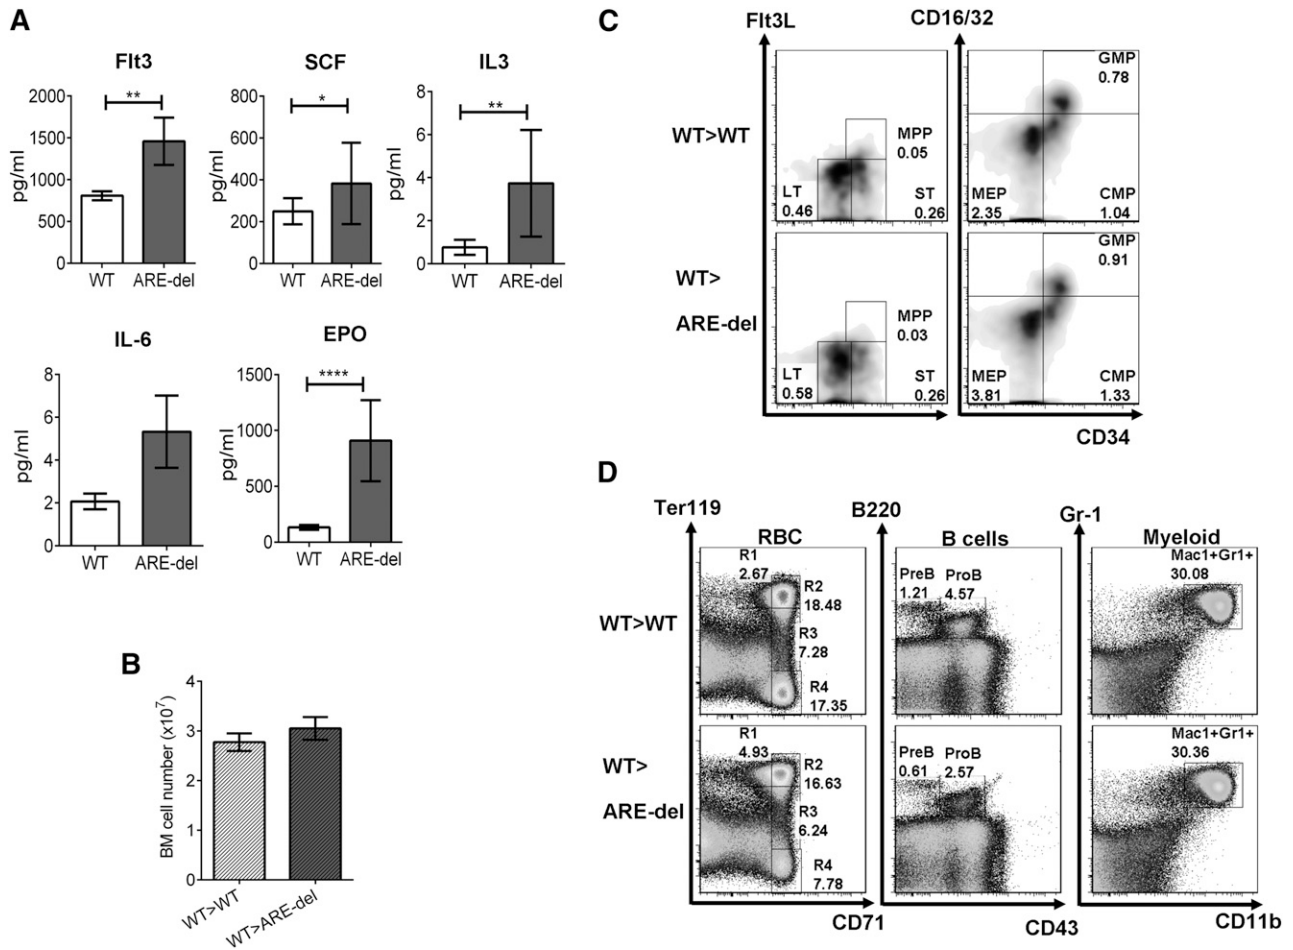 A
Flt3
2000
1500
1000
500
0
pg/ml
**
WT
ARE-del
SCF
800
600
400
200
0
pg/ml
*
WT
ARE-del
IL3
8
6
4
2
0
pg/ml
**
WT
ARE-del
IL-6
8
6
4
2
0
pg/ml
WT
ARE-del
EPO
1500
1000
500
0
pg/ml
****
WT
ARE-del
B
BM cell number (x10⁷)
4
3
2
1
0
WT>WT
WT>ARE-del
C
Flt3L
CD16/32
WT>WT
MPP
0.05
LT
0.46
ST
0.26
GMP
0.78
MEP
2.35
CMP
1.04
WT>
ARE-del
MPP
0.03
LT
0.58
ST
0.26
GMP
0.91
MEP
3.81
CMP
1.33
CD34
D
Ter119
B220
Gr-1
RBC
B cells
Myeloid
WT>WT
R1
2.67
R2
18.48
R3
7.28
R4
17.35
PreB
1.21
ProB
4.57
Mac1+Gr1+
30.08
WT>
ARE-del
R1
4.93
R2
16.63
R3
6.24
R4
7.78
PreB
0.61
ProB
2.57
Mac1+Gr1+
30.36
CD71
CD43
CD11b